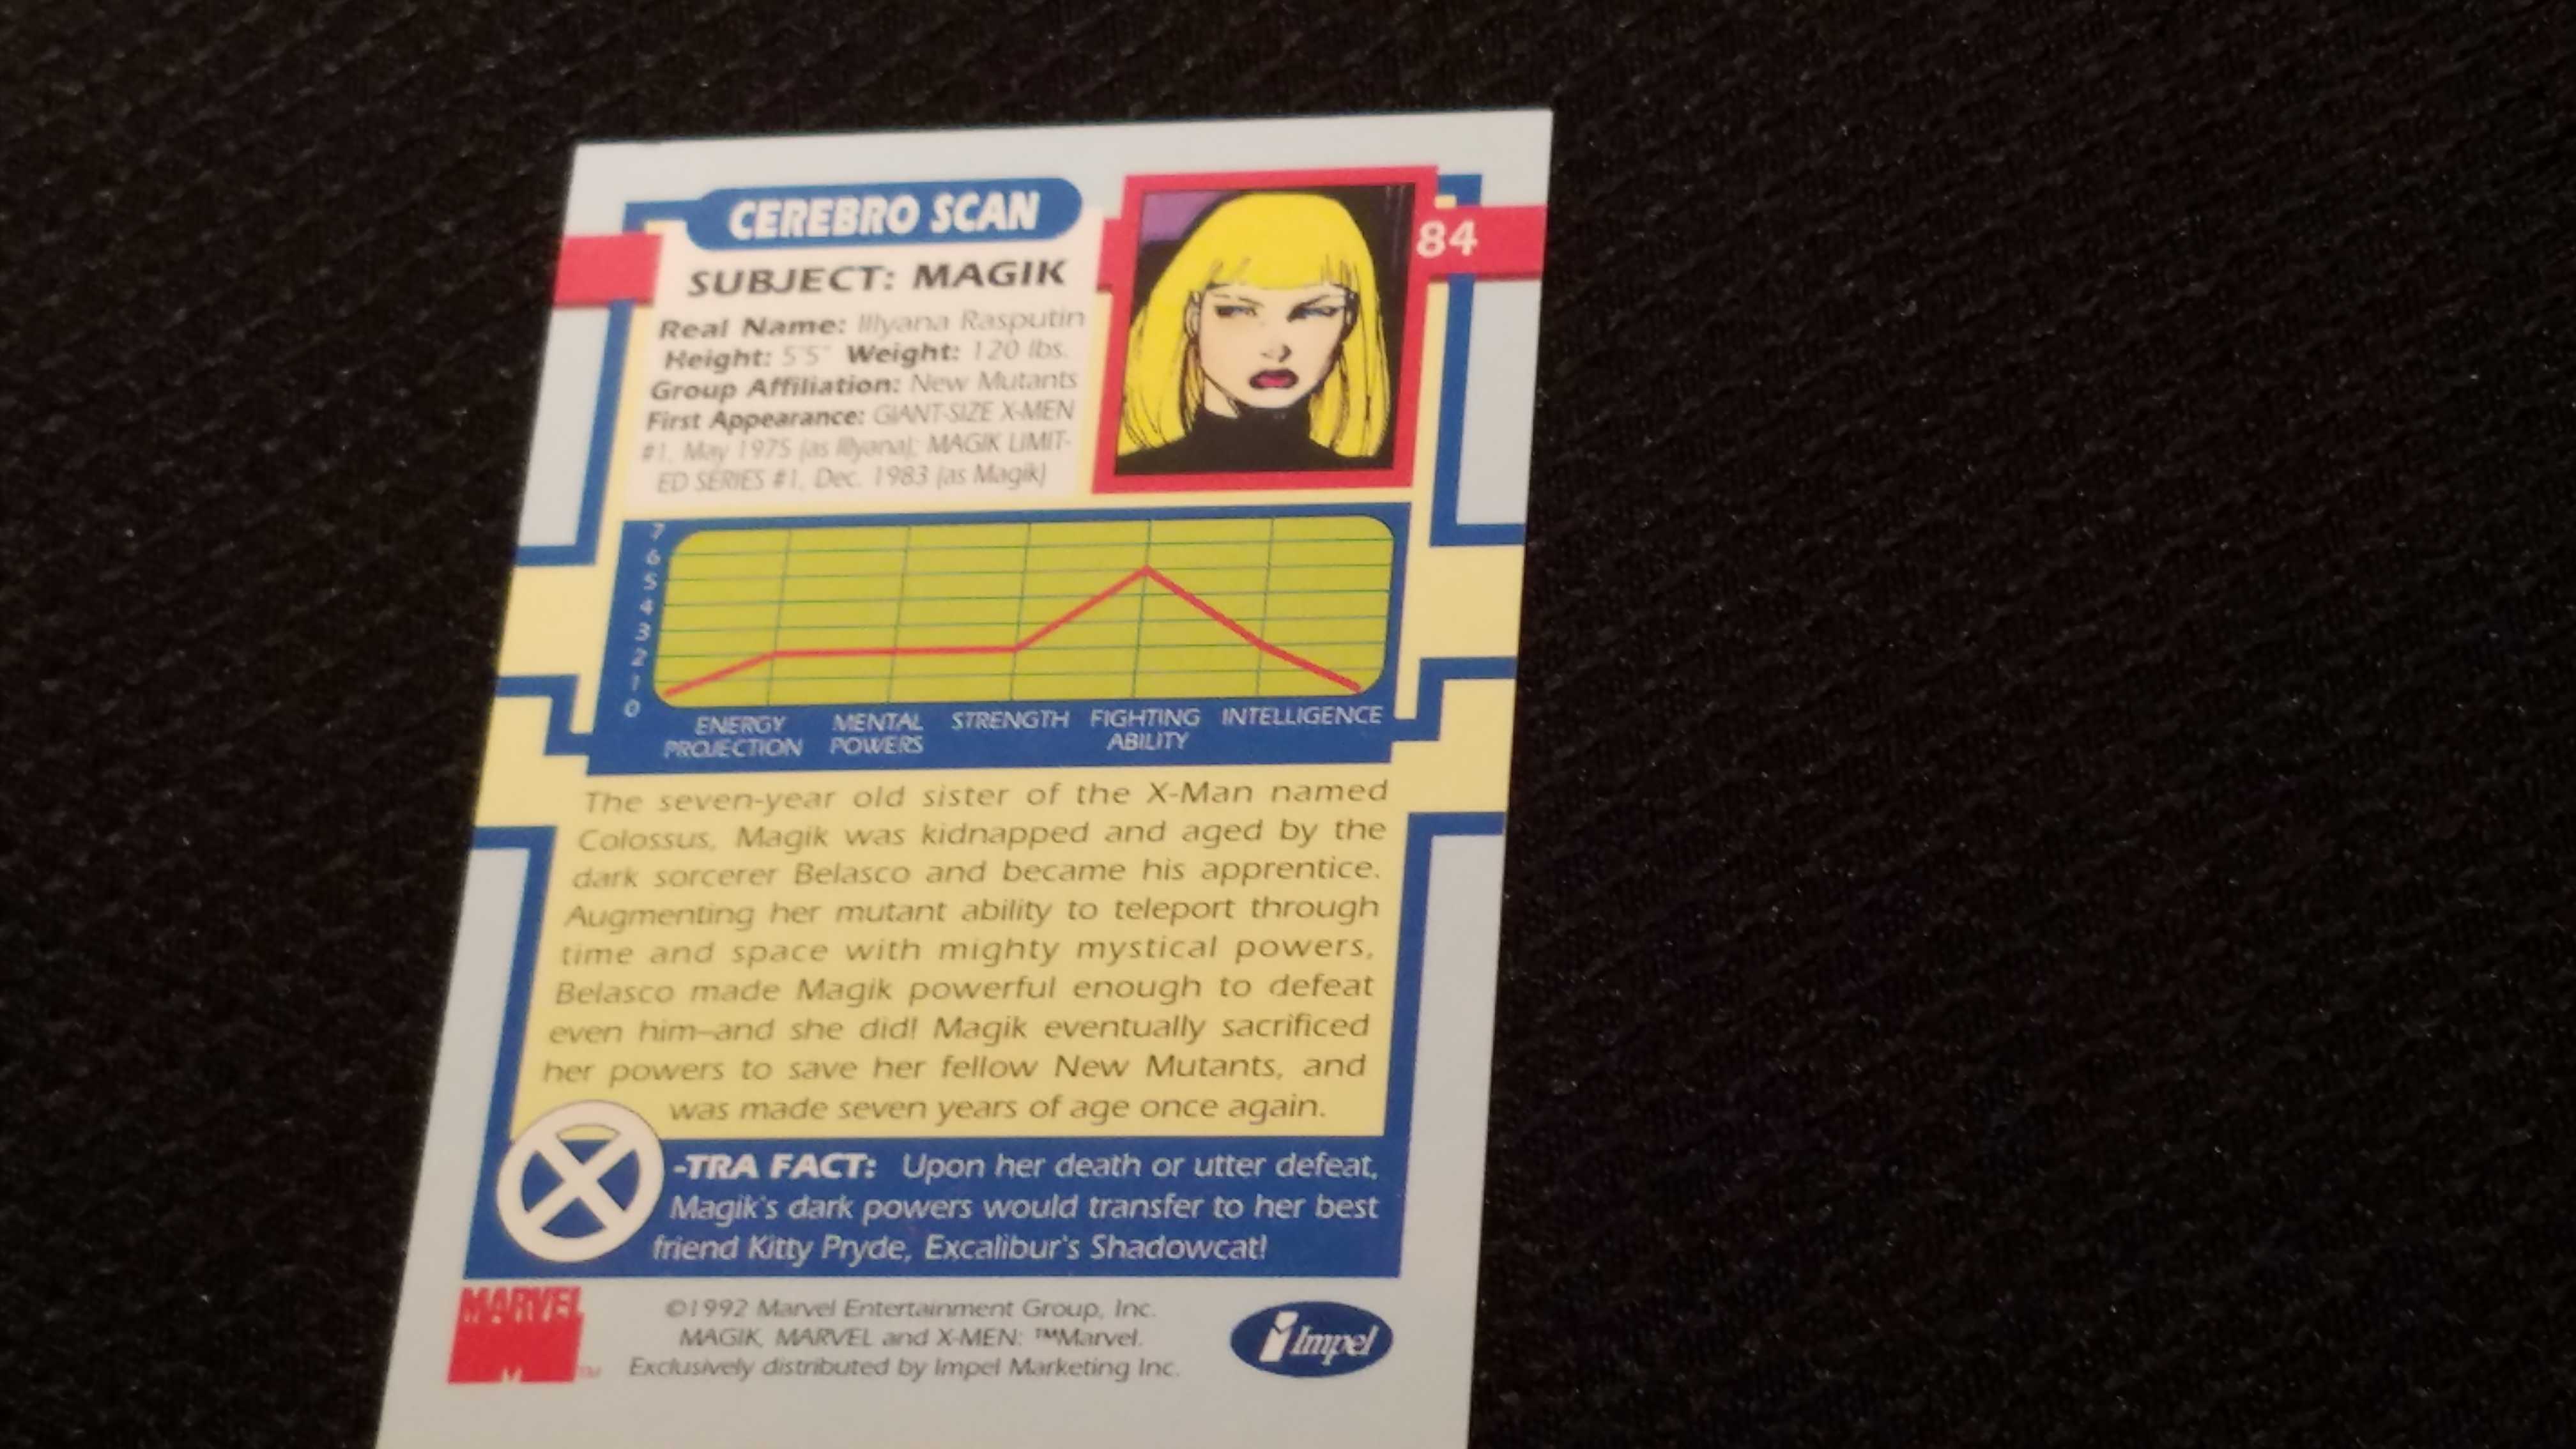 CEREBRO SCAN
84
SUBJECT: MAGIK
Real Name: Illyana Rasputin
Height: 5'5" Weight: 120 lbs.
Group Affiliation: New Mutants
First Appearance: GIANT-SIZE X-MEN
#1, May 1975 (as Illyana); MAGIK LIMIT-
ED SERIES #1, Dec. 1983 (as Magik)
7
6
5
4
3
2
1
0
ENERGY PROJECTION
MENTAL POWERS
STRENGTH
FIGHTING ABILITY
INTELLIGENCE
The seven-year old sister of the X-Man named
Colossus, Magik was kidnapped and aged by the
dark sorcerer Belasco and became his apprentice.
Augmenting her mutant ability to teleport through
time and space with mighty mystical powers,
Belasco made Magik powerful enough to defeat
even him–and she did! Magik eventually sacrificed
her powers to save her fellow New Mutants, and
was made seven years of age once again.
X-TRA FACT: Upon her death or utter defeat,
Magik's dark powers would transfer to her best
friend Kitty Pryde, Excalibur's Shadowcat!
MARVEL
TM
©1992 Marvel Entertainment Group, Inc.
MAGIK, MARVEL and X-MEN: ™Marvel.
Exclusively distributed by Impel Marketing Inc.
Impel